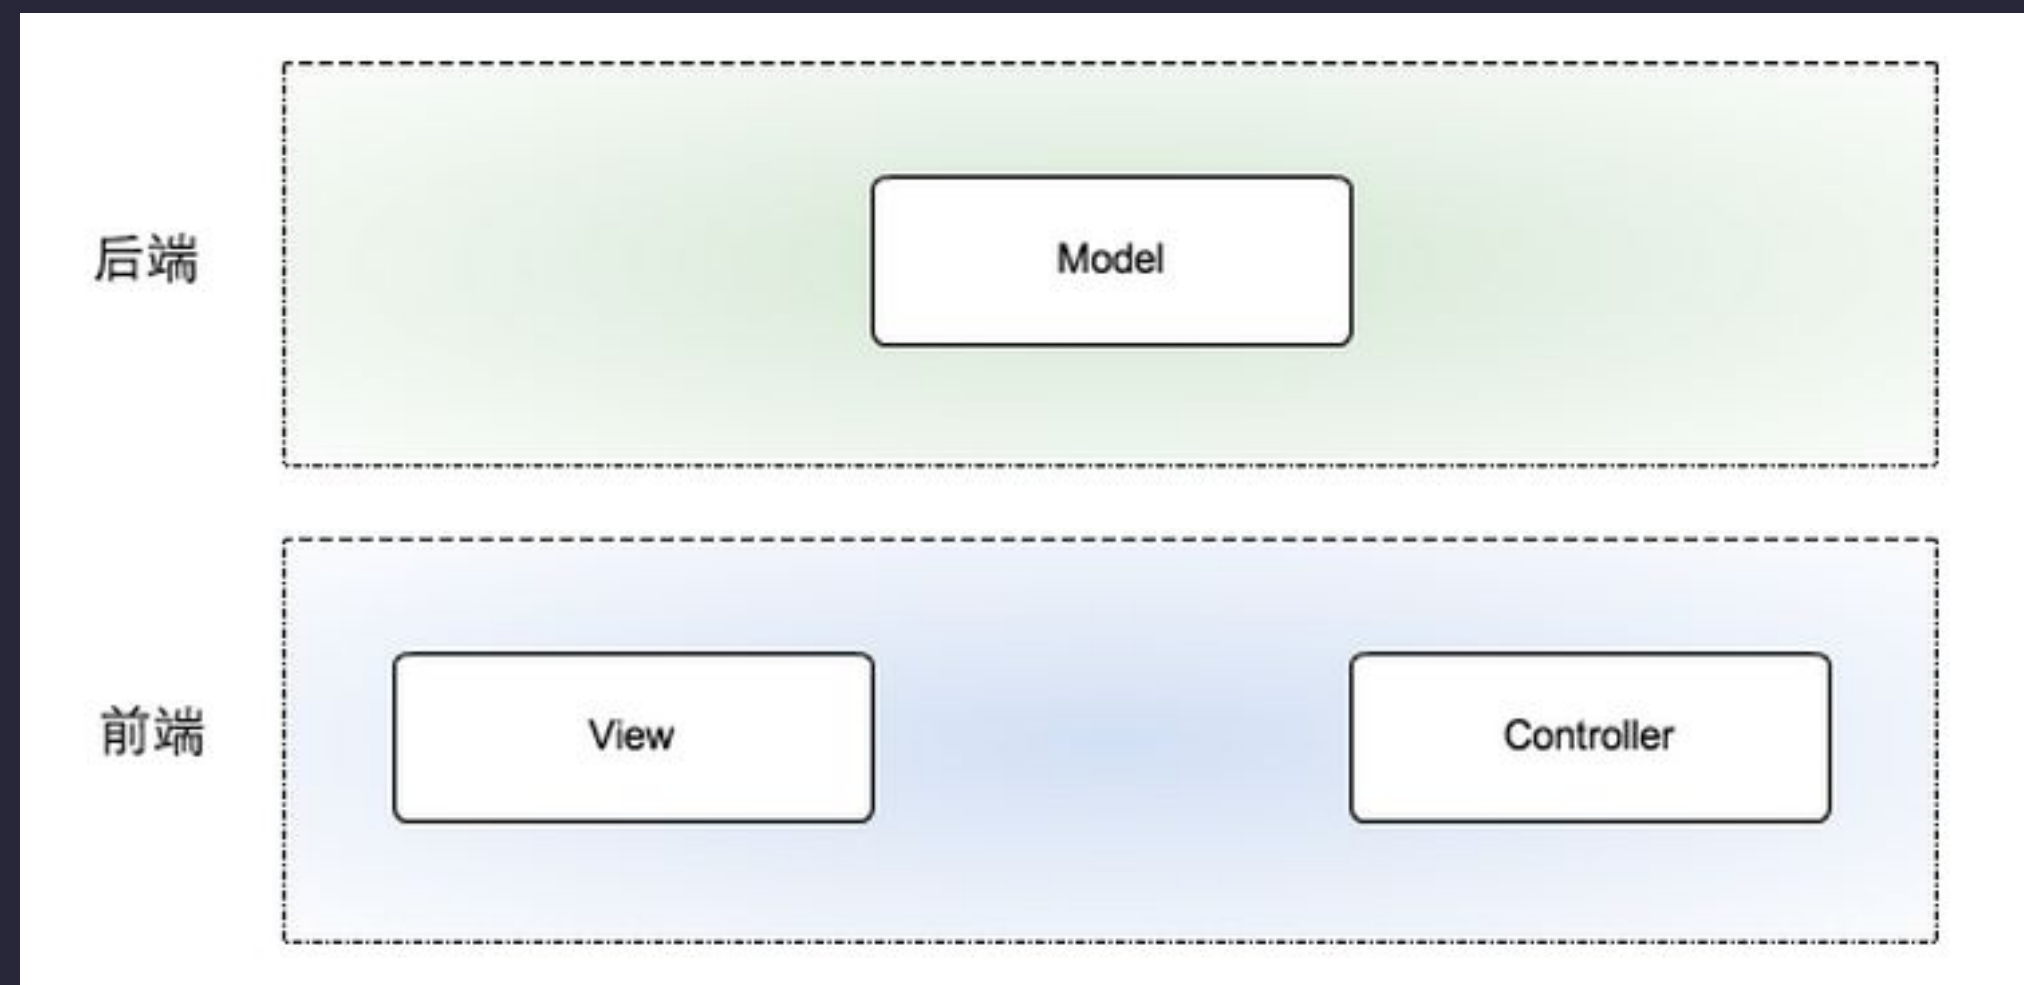 后端
Model
前端
View
Controller